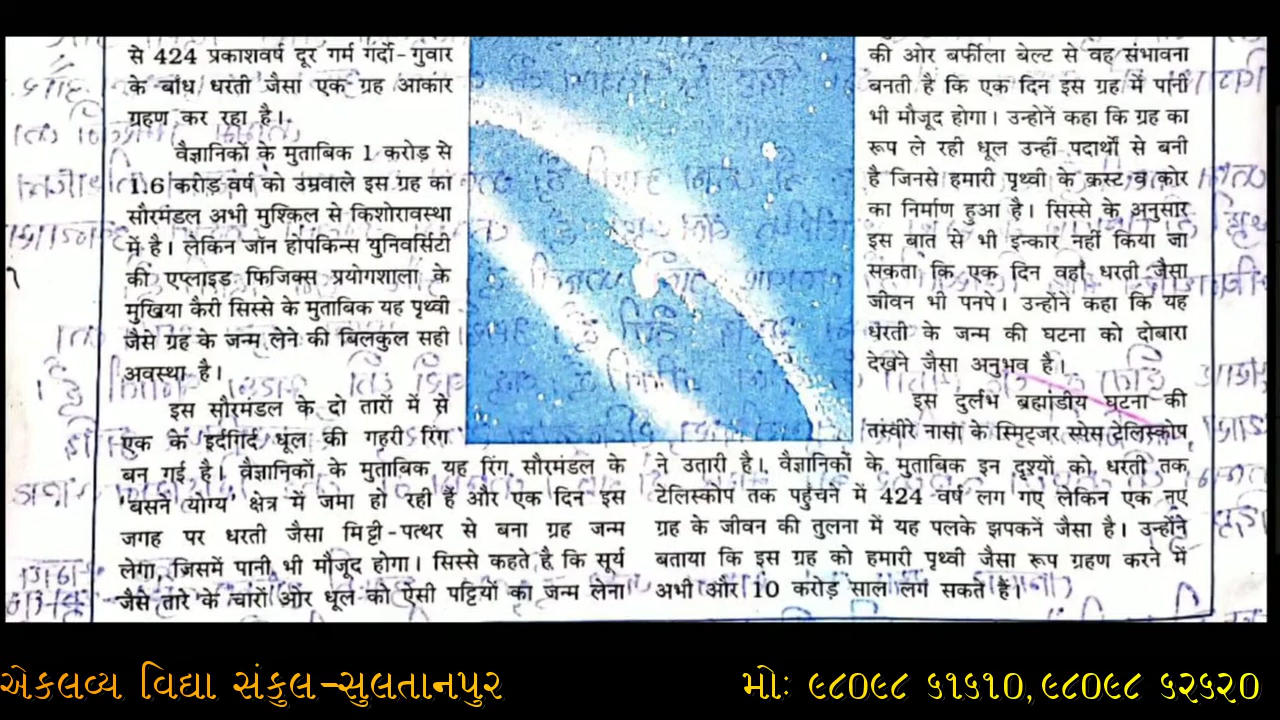 से 424 प्रकाशवर्ष दूर गर्म गर्दो-गुवार
के बांध धरती जैसा एक ग्रह आकार
ग्रहण कर रहा है।
वैज्ञानिकों के मुताबिक 1 करोड़ से
1.6 करोड़ वर्ष को उम्रवाले इस ग्रह का
सौरमंडल अभी मुश्किल से किशोरावस्था
में है। लेकिन जॉन होपकिन्स युनिवर्सिटी
की एप्लाइड फिजिक्स प्रयोगशाला के
मुखिया कैरी सिस्से के मुताबिक यह पृथ्वी
जैसे ग्रह के जन्म लेने की बिलकुल सही
अवस्था है।
इस सौरमंडल के दो तारों में से
एक के इर्दगिर्द धूल की गहरी रिंग
बन गई है। वैज्ञानिकों के मुताबिक यह रिंग सौरमंडल के
'बसने योग्य' क्षेत्र में जमा हो रही हैं और एक दिन इस
जगह पर धरती जैसा मिट्टी-पत्थर से बना ग्रह जन्म
लेगा, जिसमें पानी भी मौजूद होगा। सिस्से कहते है कि सूर्य
जैसे तारे के चारों ओर धूल को ऐसी पट्टियों का जन्म लेना
की ओर बर्फीला बेल्ट से वह संभावना
बनती है कि एक दिन इस ग्रह में पानी
भी मौजूद होगा। उन्होनें कहा कि ग्रह का
रूप ले रही धूल उन्हीं पदार्थों से बनी
है जिनसे हमारी पृथ्वी के क्रस्ट व कोर
का निर्माण हुआ है। सिस्से के अनुसार
इस बात से भी इन्कार नहीं किया जा
सकता कि एक दिन वहाँ धरती जैसा
जीवन भी पनपे। उन्होंने कहा कि यह
धरती के जन्म की घटना को दोबारा
देखने जैसा अनुभव है।
इस दुर्लभ ब्रह्मांडीय घटना की
तस्वीरे नासा के स्मिट्जर स्पेस टेलिस्कोप
ने उतारी है। वैज्ञानिकों के मुताबिक इन दृश्यों को धरती तक
टेलिस्कोप तक पहुंचने में 424 वर्ष लग गए लेकिन एक नए
ग्रह के जीवन की तुलना में यह पलके झपकनें जैसा है। उन्होंने
बताया कि इस ग्रह को हमारी पृथ्वी जैसा रूप ग्रहण करने में
अभी और 10 करोड़ साल लग सकते हैं।
એકલવ્ય વિદ્યા સંકુલ-સુલતાનપુર
મોઃ ૯૮૦૯૮ ૬૧૬૧૦, ૯૮૦૯૮ ૬૨૬૨૦